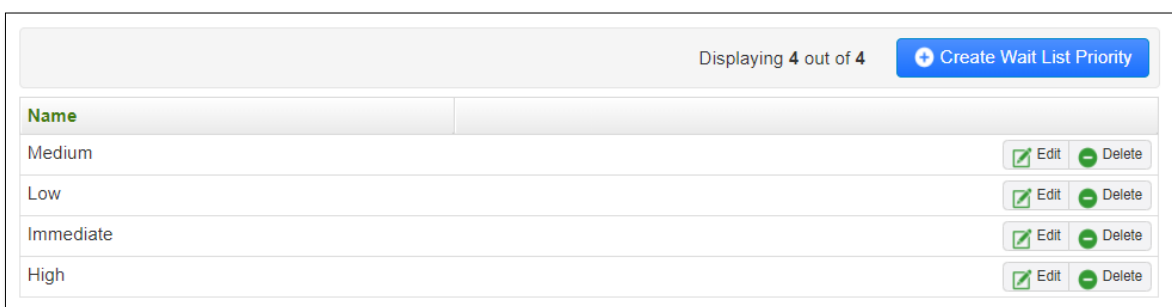 Displaying 4 out of 4 Create Wait List Priority
Name
Medium Edit Delete
Low Edit Delete
Immediate Edit Delete
High Edit Delete